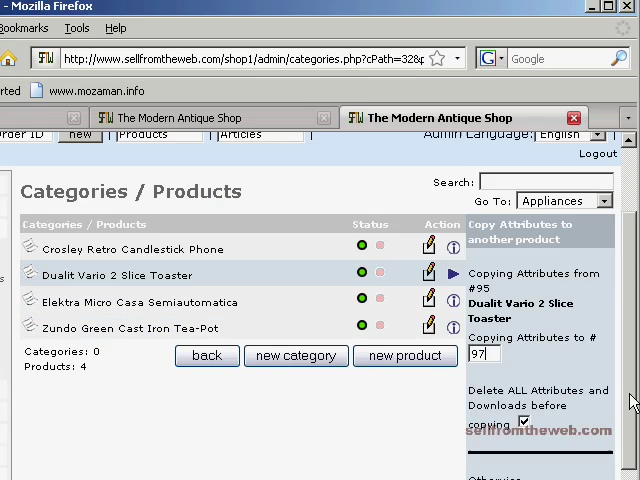 - Mozilla Firefox
Bookmarks Tools Help
http://www.sellfromtheweb.com/shop1/admin/categories.php?cPath=32&p
Google
rted www.mozaman.info
The Modern Antique Shop The Modern Antique Shop
Order ID new Products Articles Admin Language: English
Logout
Categories / Products
Search:
Go To: Appliances
Categories / Products Status Action
Crosley Retro Candlestick Phone
Dualit Vario 2 Slice Toaster
Elektra Micro Casa Semiautomatica
Zundo Green Cast Iron Tea-Pot
Categories: 0
Products: 4
back new category new product
Copy Attributes to
another product
Copying Attributes from
#95
Dualit Vario 2 Slice
Toaster
Copying Attributes to #
97
Delete ALL Attributes and
Downloads before
copying
sellfromtheweb.com
Otherwise